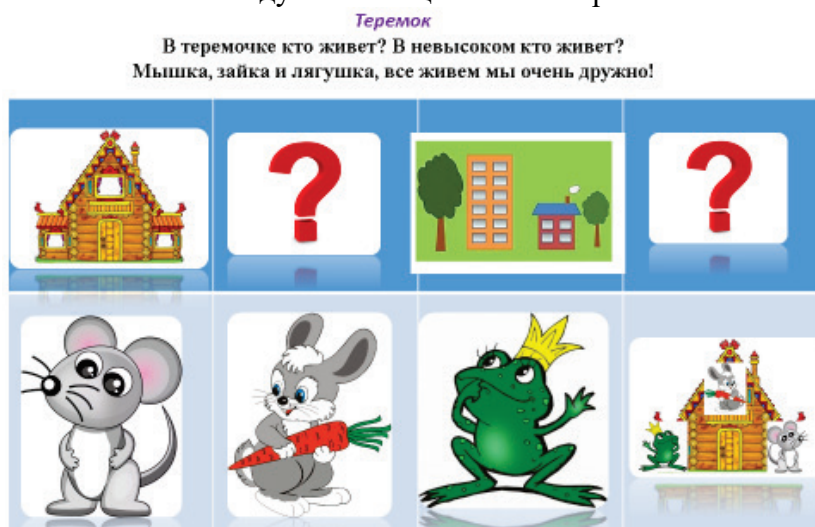 Теремок
В теремочке кто живет? В невысоком кто живет?
Мышка, зайка и лягушка, все живем мы очень дружно!
? ?